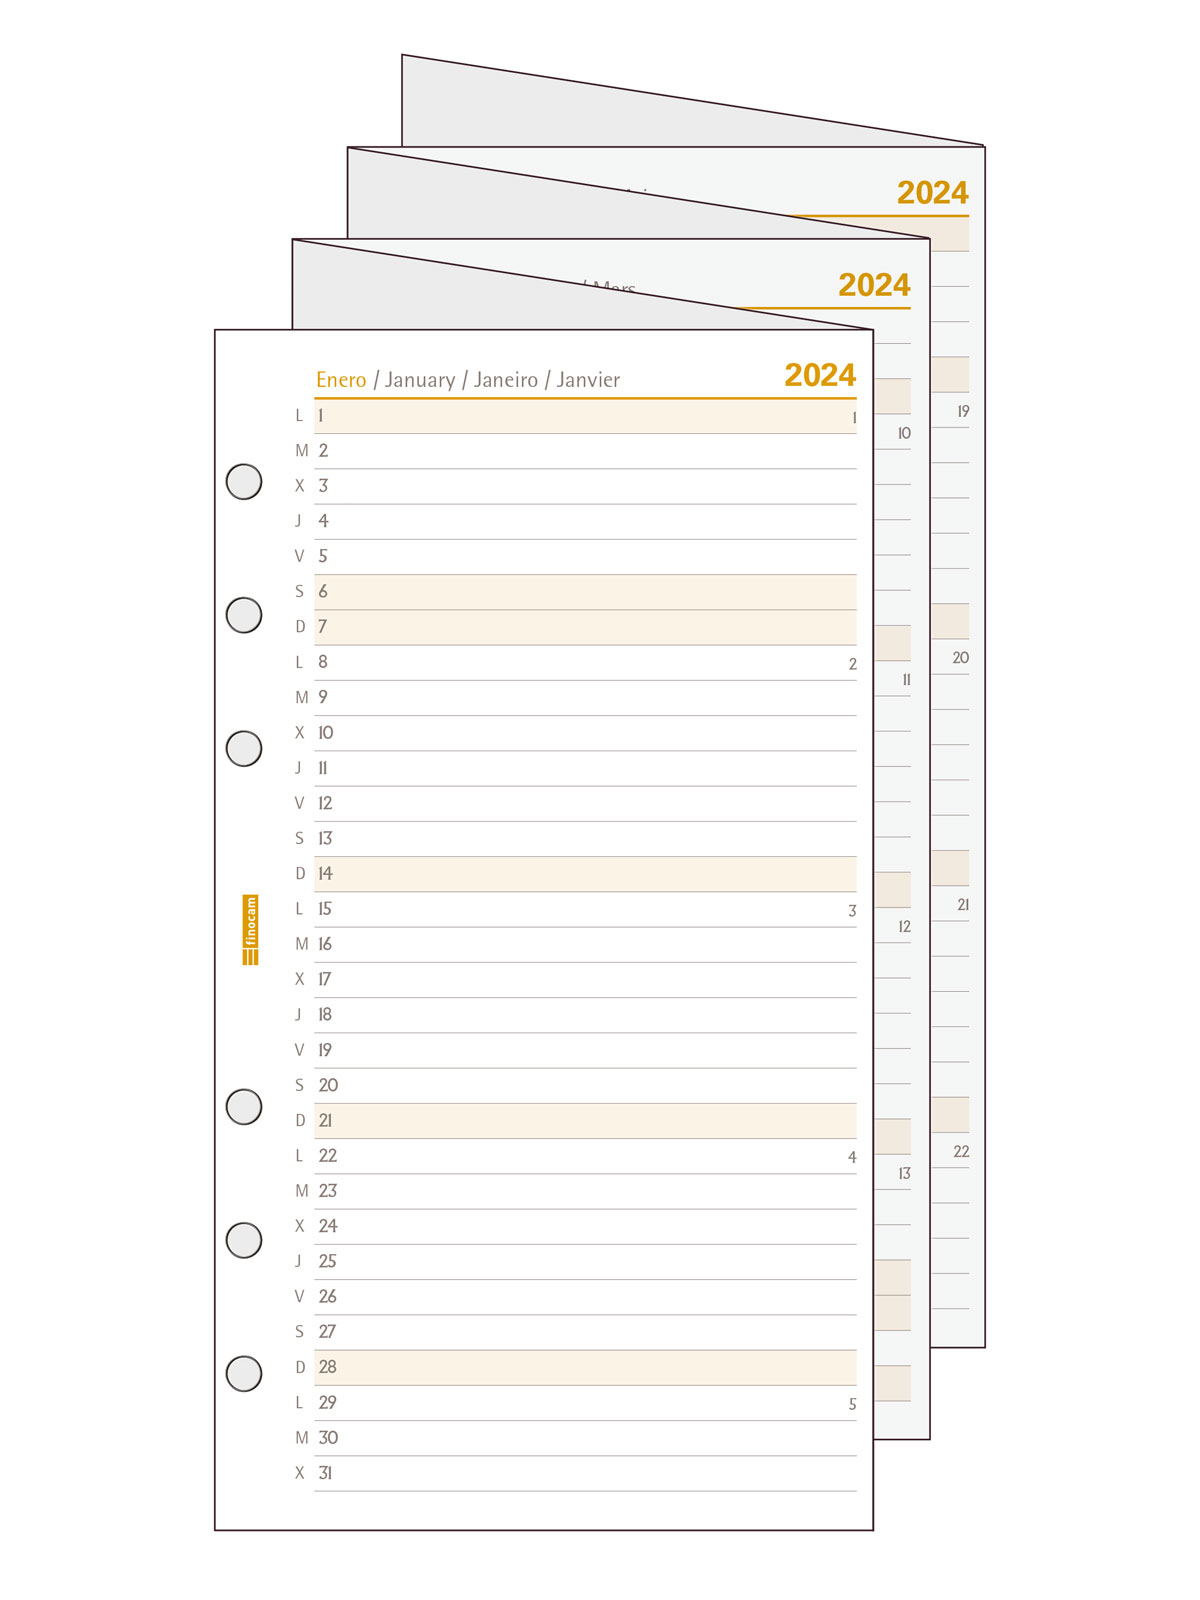 2024
19
20
21
22
/ Mars
2024
10
11
12
13
Enero / January / Janeiro / Janvier 2024
L 1 1
M 2
X 3
J 4
V 5
S 6
D 7
L 8 2
M 9
X 10
J 11
V 12
S 13
D 14
L 15 3
M 16
X 17
J 18
V 19
S 20
D 21
L 22 4
M 23
X 24
J 25
V 26
S 27
D 28
L 29 5
M 30
X 31
finocam